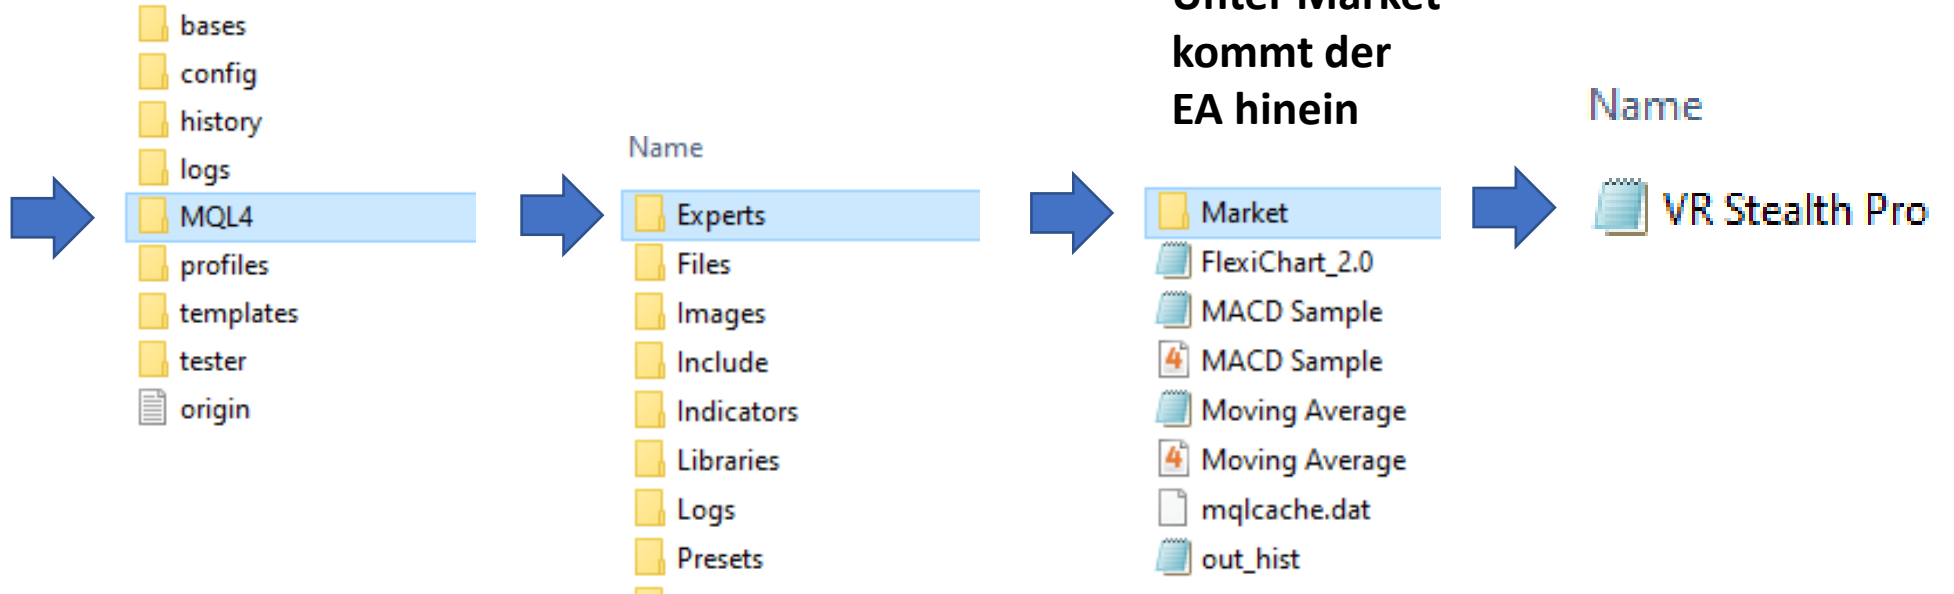 bases
config
history
logs
MQL4
profiles
templates
tester
origin
Name
Experts
Files
Images
Include
Indicators
Libraries
Logs
Presets
Unter Market
kommt der
EA hinein
Market
FlexiChart_2.0
MACD Sample
MACD Sample
Moving Average
Moving Average
mqlcache.dat
out_hist
Name
VR Stealth Pro